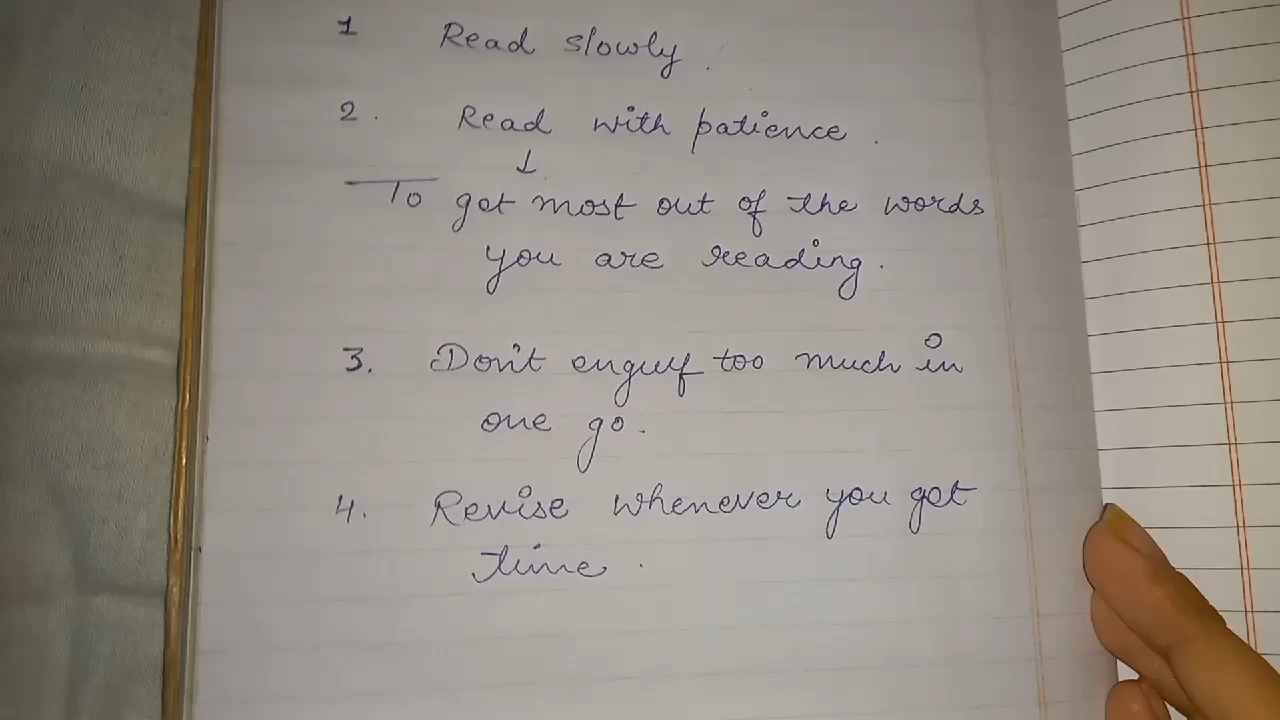 1 Read slowly.
2. Read with patience.
↓
To get most out of the words
you are reading.
3. Don't engulf too much in
one go.
4. Revise whenever you get
time.